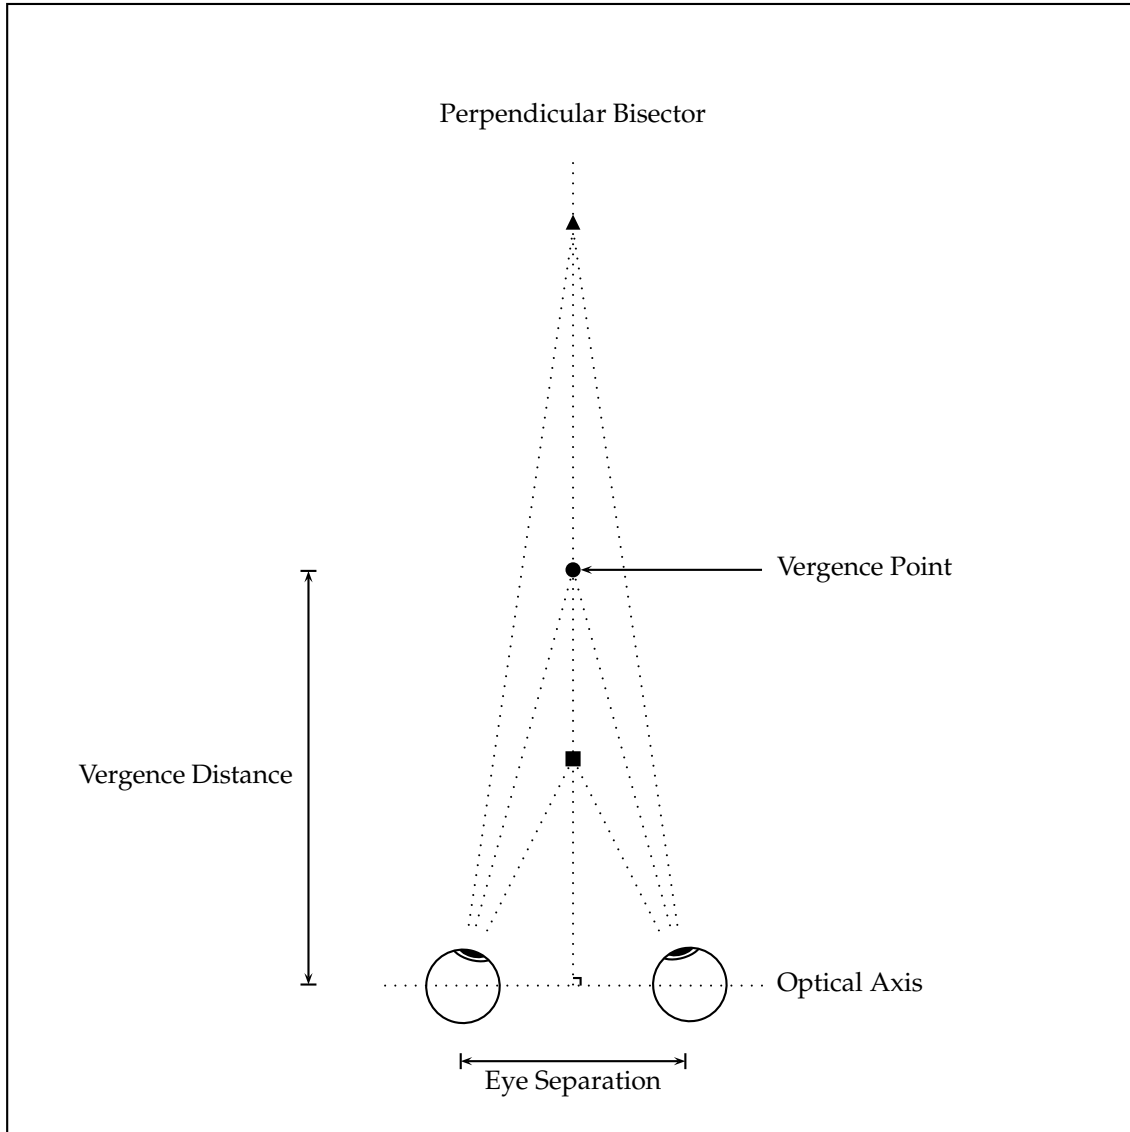 Perpendicular Bisector
Vergence Point
Vergence Distance
Optical Axis
Eye Separation